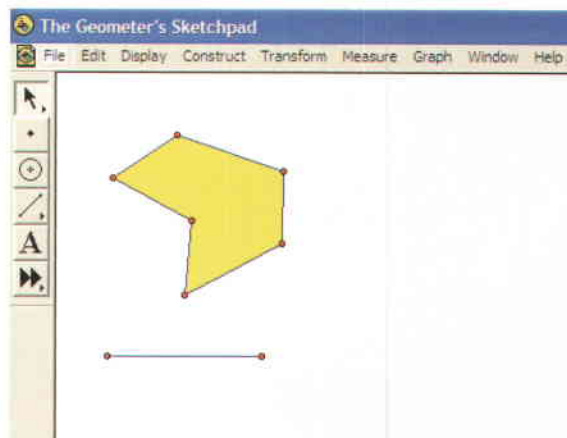 The Geometer's Sketchpad
File Edit Display Construct Transform Measure Graph Window Help
A